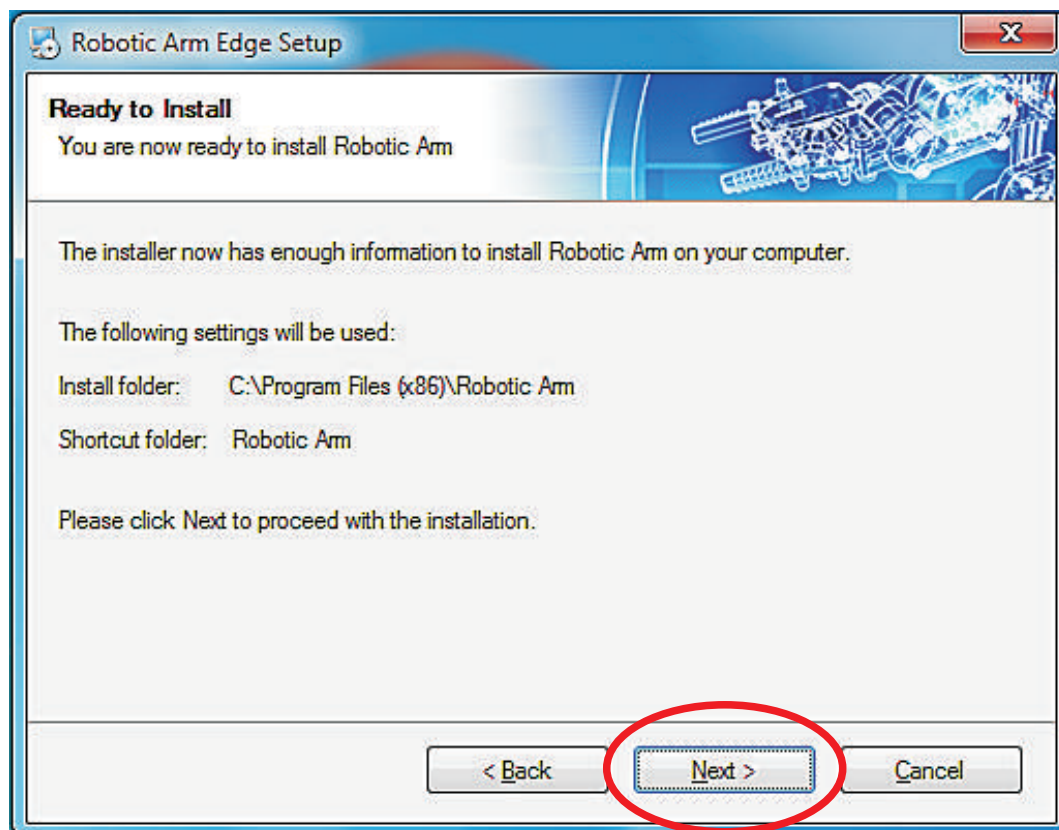 Robotic Arm Edge Setup
Ready to Install
You are now ready to install Robotic Arm
The installer now has enough information to install Robotic Arm on your computer.
The following settings will be used:
Install folder: C:\Program Files (x86)\Robotic Arm
Shortcut folder: Robotic Arm
Please click Next to proceed with the installation.
< Back Next > Cancel